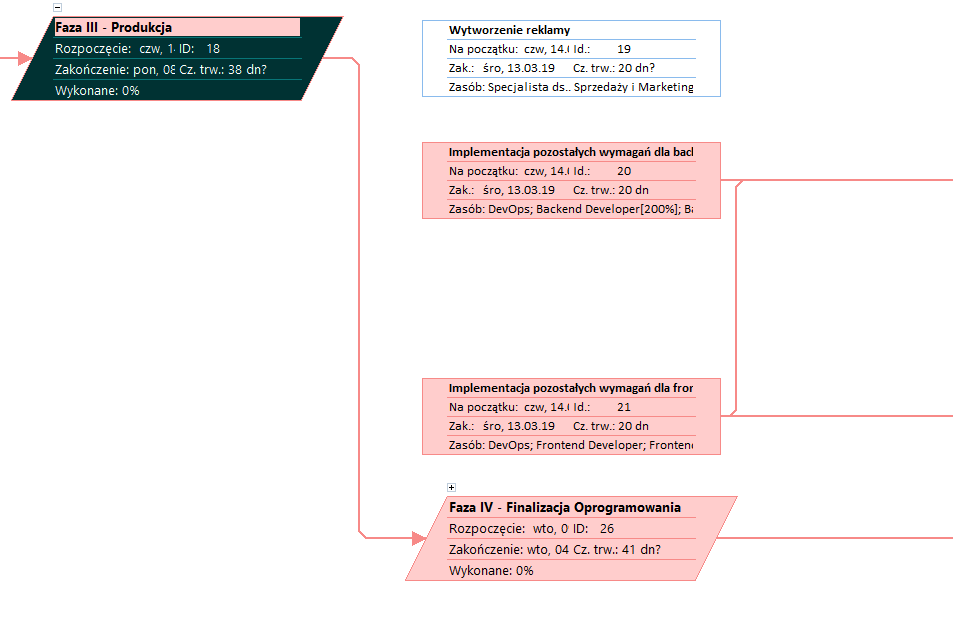 Faza III - Produkcja
Rozpoczęcie: czw, 1 ID: 18
Zakończenie: pon, 08 Cz. trw.: 38 dn?
Wykonane: 0%
Wytworzenie reklamy
Na początku: czw, 14.0 Id.: 19
Zak.: śro, 13.03.19 Cz. trw.: 20 dn?
Zasób: Specjalista ds... Sprzedaży i Marketing
Implementacja pozostałych wymagań dla bac
Na początku: czw, 14.0 Id.: 20
Zak.: śro, 13.03.19 Cz. trw.: 20 dn
Zasób: DevOps; Backend Developer[200%]; Ba
Implementacja pozostałych wymagań dla fron
Na początku: czw, 14.0 Id.: 21
Zak.: śro, 13.03.19 Cz. trw.: 20 dn
Zasób: DevOps; Frontend Developer; Fronten
Faza IV - Finalizacja Oprogramowania
Rozpoczęcie: wto, 0 ID: 26
Zakończenie: wto, 04 Cz. trw.: 41 dn?
Wykonane: 0%